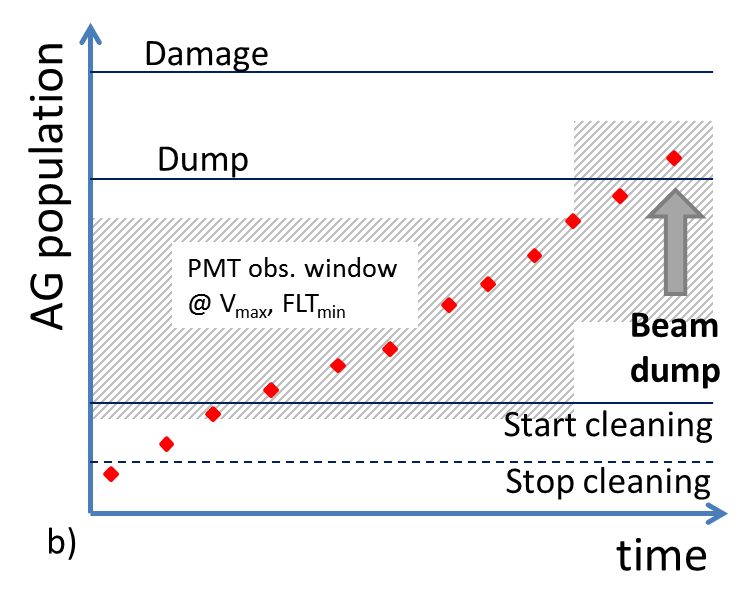 Damage
Dump
AG population
PMT obs. window
@ Vmax, FLTmin
Beam
dump
Start cleaning
Stop cleaning
b)
time